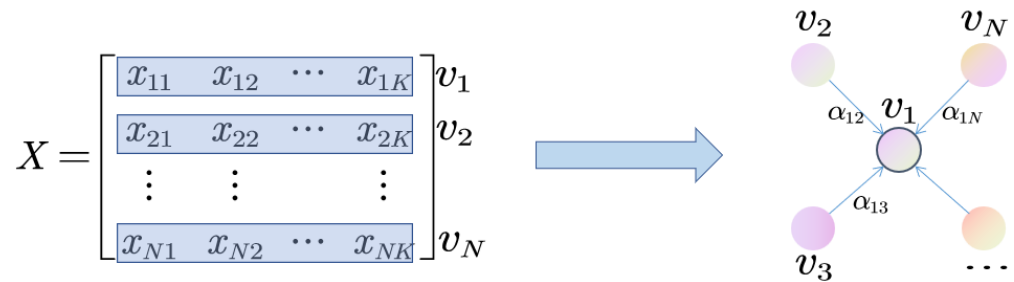 X = [ x₁₁ x₁₂ ⋯ x₁K ] v₁
x₂₁ x₂₂ ⋯ x₂K v₂
⋮ ⋮ ⋮
xN₁ xN₂ ⋯ xNK vN
v₂ vN
α₁₂ v₁ α₁N
α₁₃
v₃ ⋯